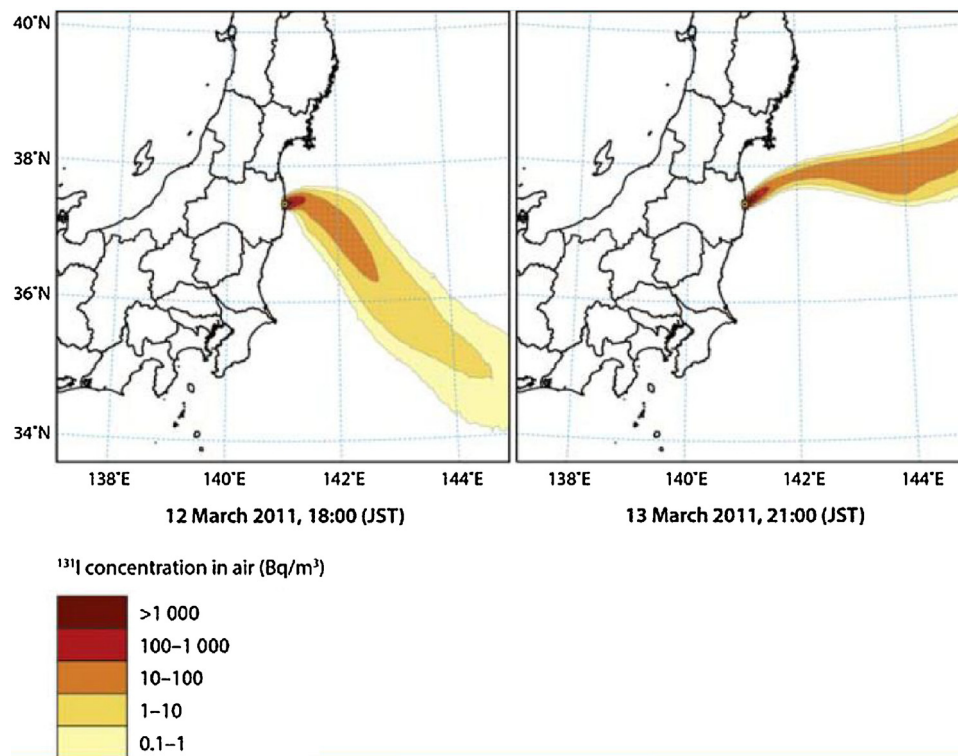 40°N
38°N
36°N
34°N
138°E 140°E 142°E 144°E
138°E 140°E 142°E 144°E
12 March 2011, 18:00 (JST)
13 March 2011, 21:00 (JST)
¹³¹I concentration in air (Bq/m³)
>1 000
100–1 000
10–100
1–10
0.1–1